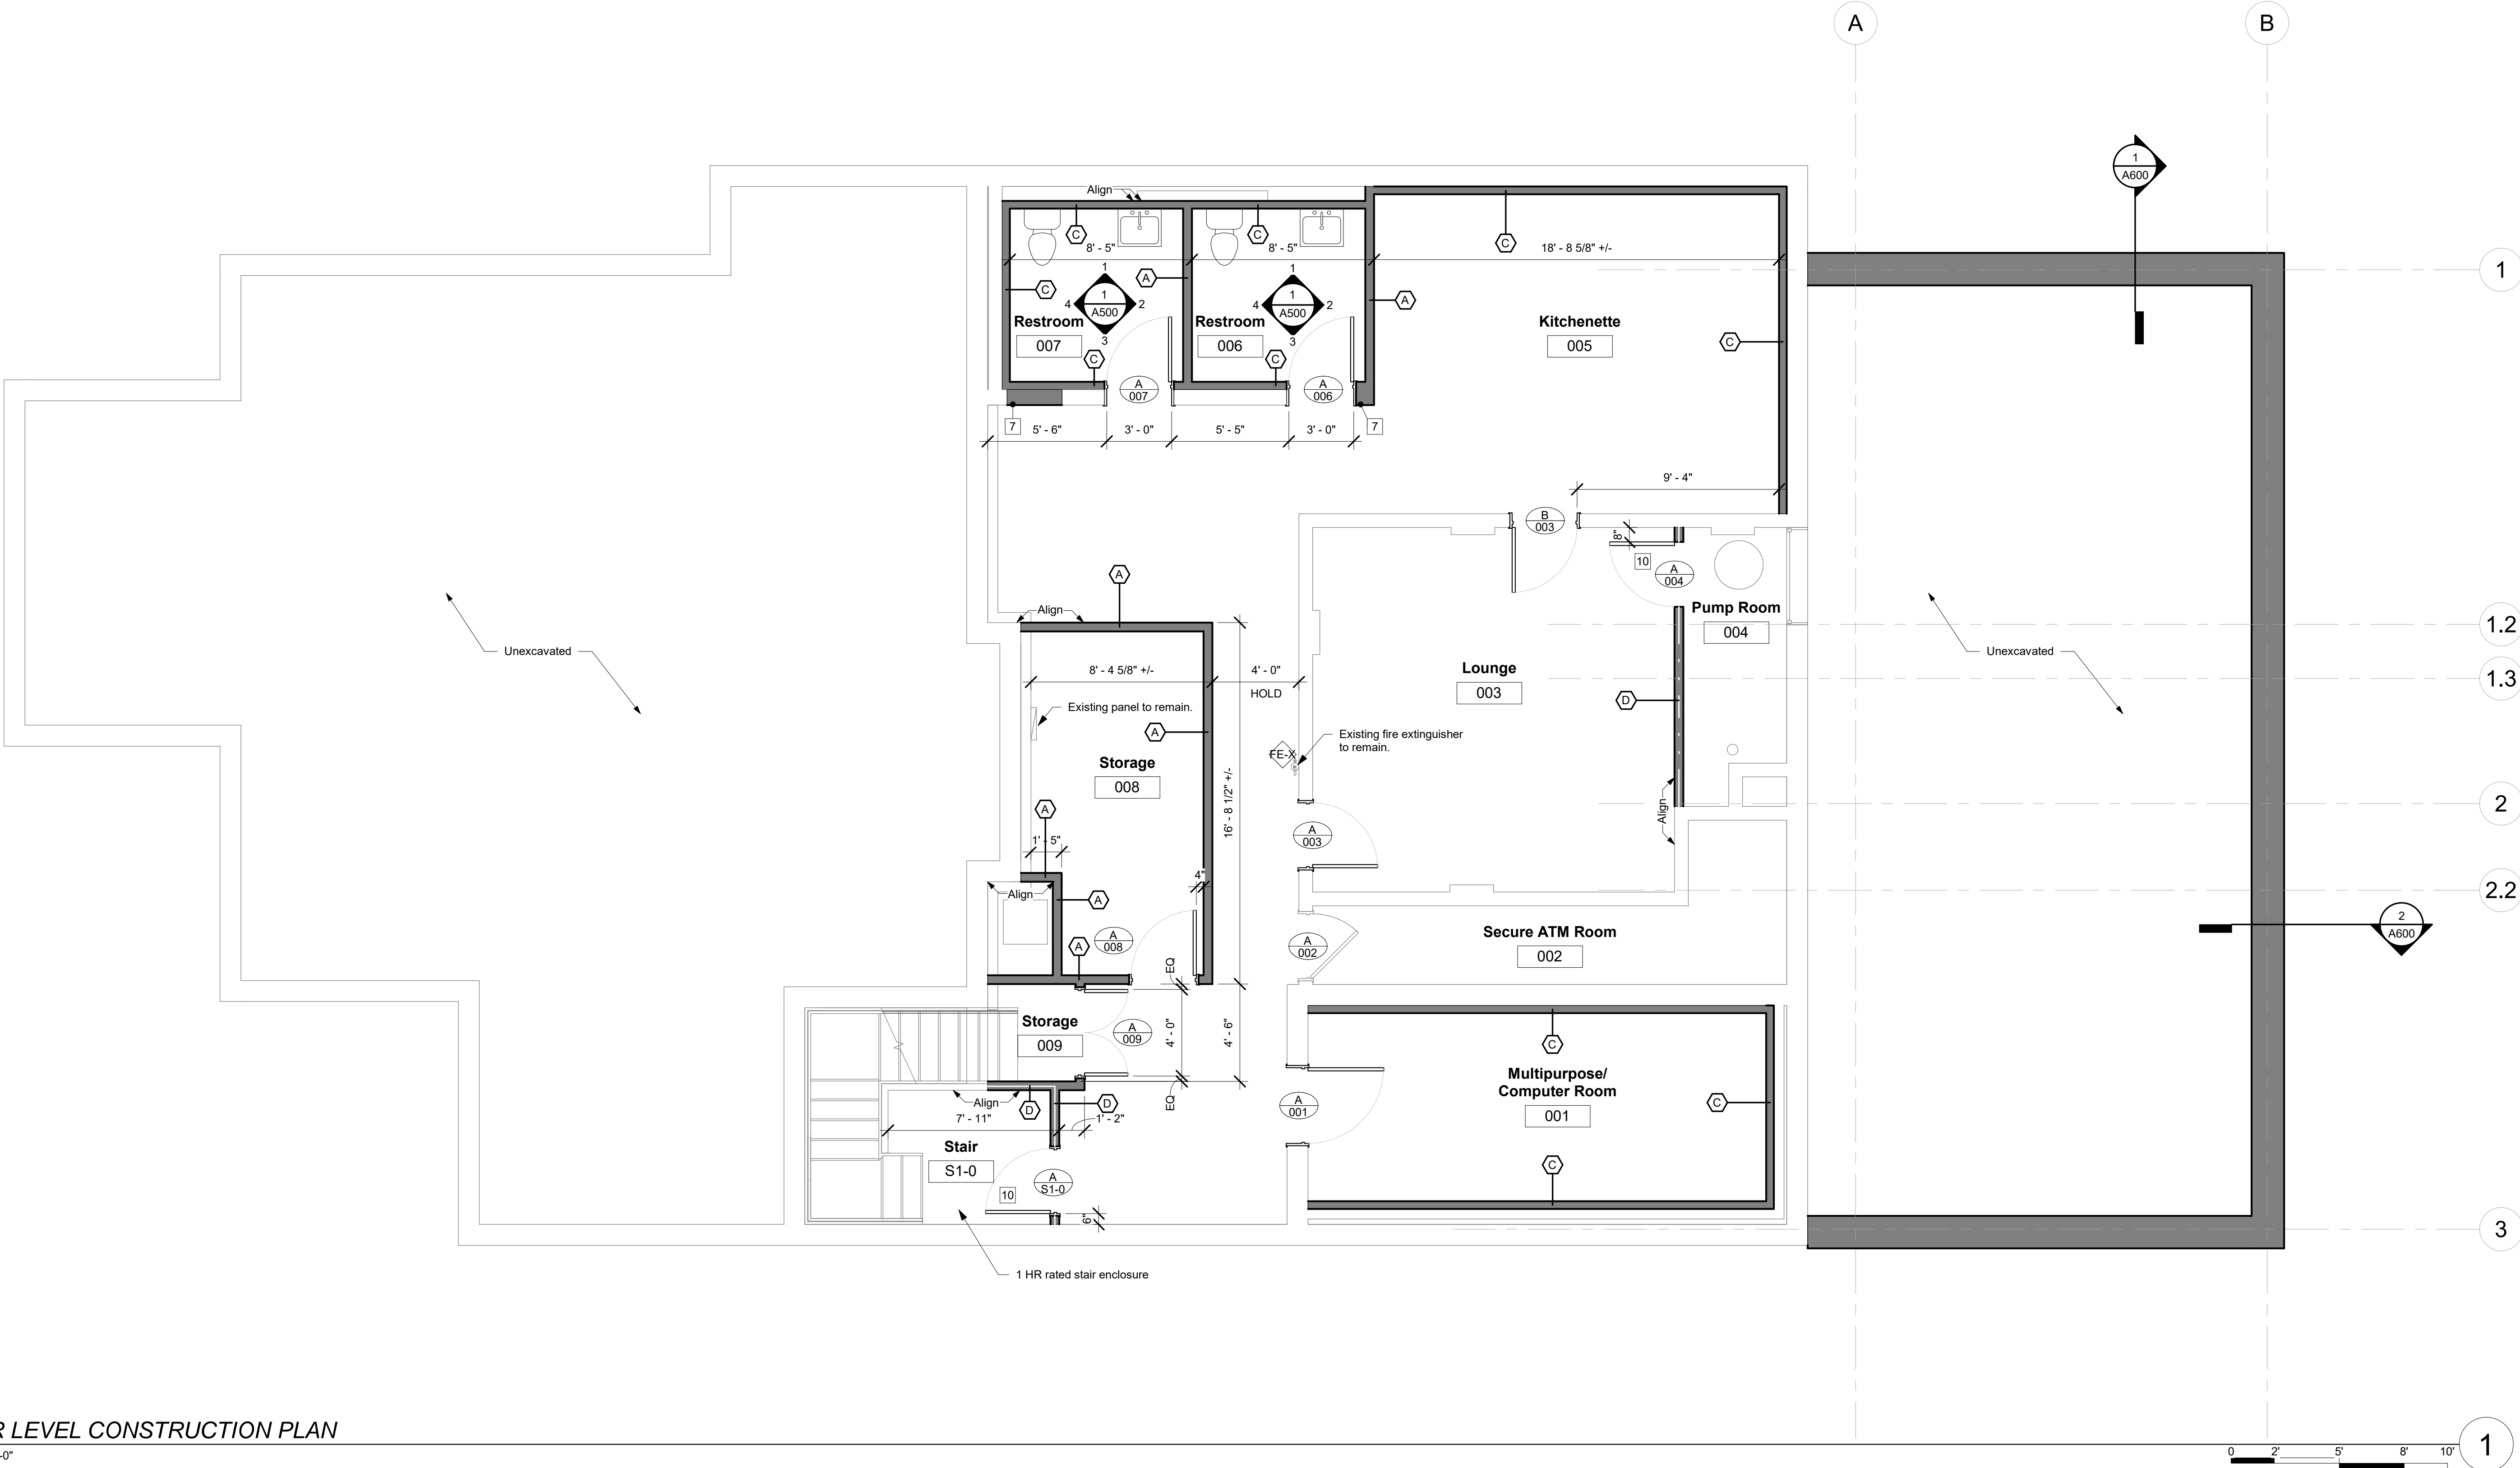 A
B
1
A600
Align
C
C
8' - 5"
8' - 5"
C
18' - 8 5/8" +/-
1
1
1
A
C
4
1
A500
2
4
1
A500
2
A
Restroom
007
3
Restroom
006
3
Kitchenette
005
C
C
C
A
007
A
006
7
5' - 6"
3' - 0"
5' - 5"
3' - 0"
7
9' - 4"
B
003
8"
10
A
004
A
Align
Pump Room
004
1.2
Unexcavated
Unexcavated
8' - 4 5/8" +/-
4' - 0"
HOLD
Lounge
003
1.3
D
Existing panel to remain.
A
Existing fire extinguisher
to remain.
FE-X
Storage
008
16' - 8 1/2" +/-
A
2
Align
1' - 5"
A
003
4"
Align
A
2.2
A
008
A
A
002
Secure ATM Room
002
2
A600
EQ
Storage
009
A
009
4' - 0"
4' - 6"
C
Multipurpose/
Computer Room
001
Align
D
D
EQ
A
001
C
7' - 11"
1' - 2"
Stair
S1-0
C
A
S1-0
10
6"
3
1 HR rated stair enclosure
R LEVEL CONSTRUCTION PLAN
-0"
0
2'
5'
8'
10'
1